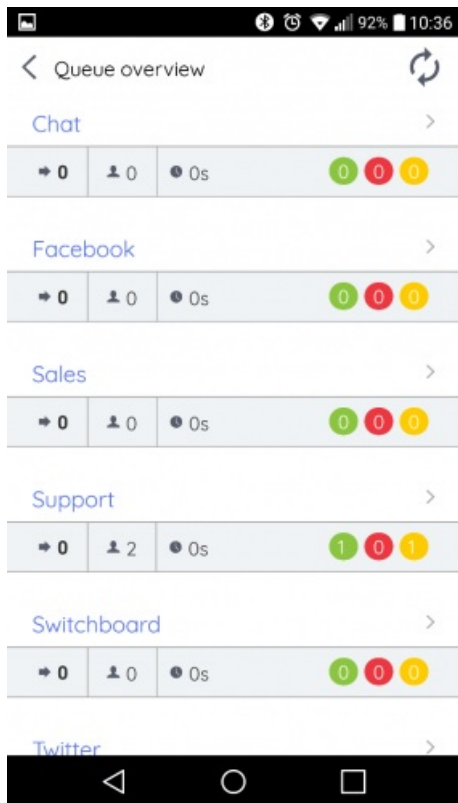 92% 10:36
Queue overview
Chat
0 0 0s 0 0 0
Facebook
0 0 0s 0 0 0
Sales
0 0 0s 0 0 0
Support
0 2 0s 1 0 1
Switchboard
0 0 0s 0 0 0
Twitter